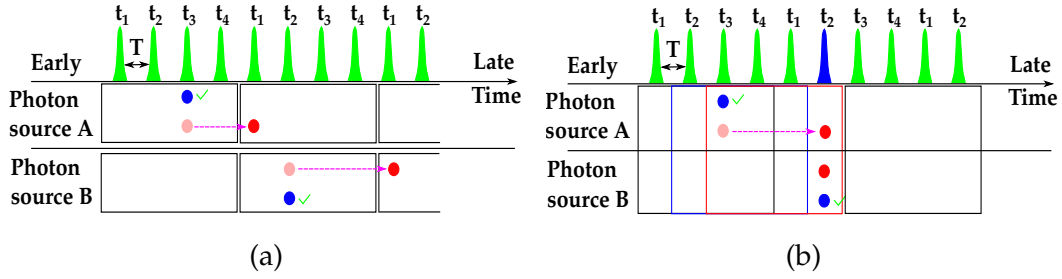 t₁ t₂ t₃ t₄ t₁ t₂ t₃ t₄ t₁ t₂
T
Early
Late
Time
Photon
source A
Photon
source B
(a)
t₁ t₂ t₃ t₄ t₁ t₂ t₃ t₄ t₁ t₂
T
Early
Late
Time
Photon
source A
Photon
source B
(b)